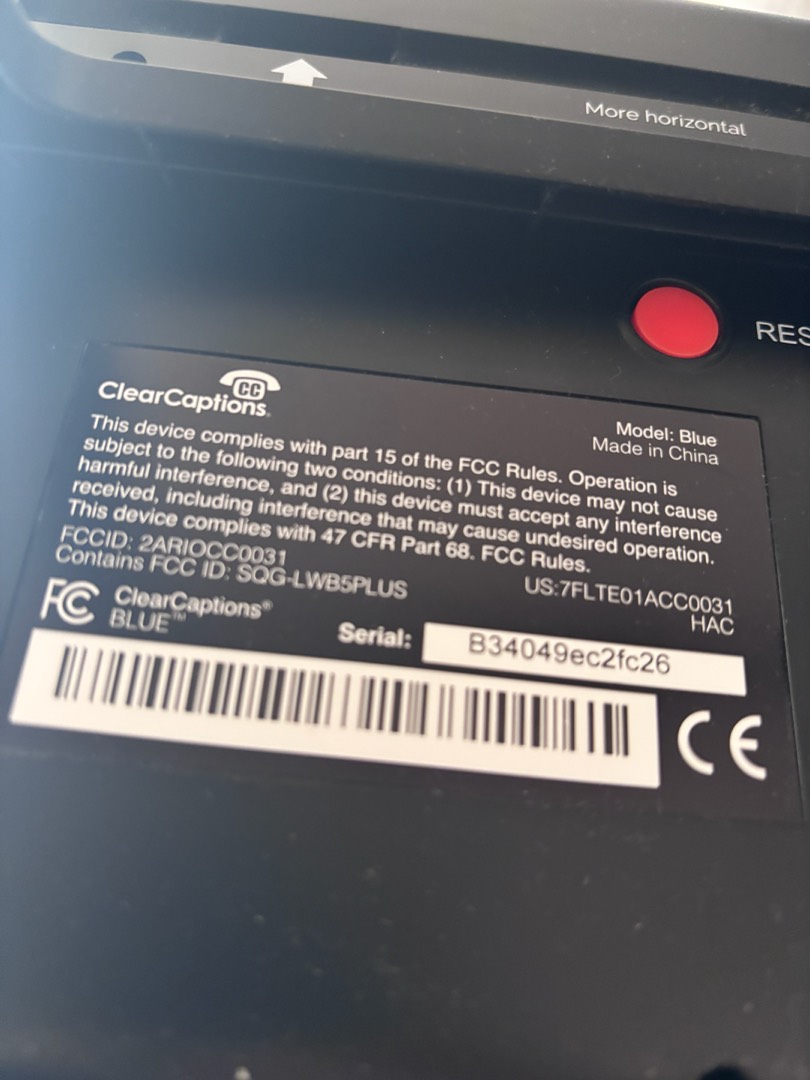 More horizontal
RES
CC
ClearCaptions
Model: Blue
Made in China
This device complies with part 15 of the FCC Rules. Operation is
subject to the following two conditions: (1) This device may not cause
harmful interference, and (2) this device must accept any interference
received, including interference that may cause undesired operation.
This device complies with 47 CFR Part 68. FCC Rules.
FCCID: 2ARIOCC0031
Contains FCC ID: SQG-LWB5PLUS
US:7FLTE01ACC0031
HAC
FC ClearCaptions®
BLUE™
Serial: B34049ec2fc26
CE